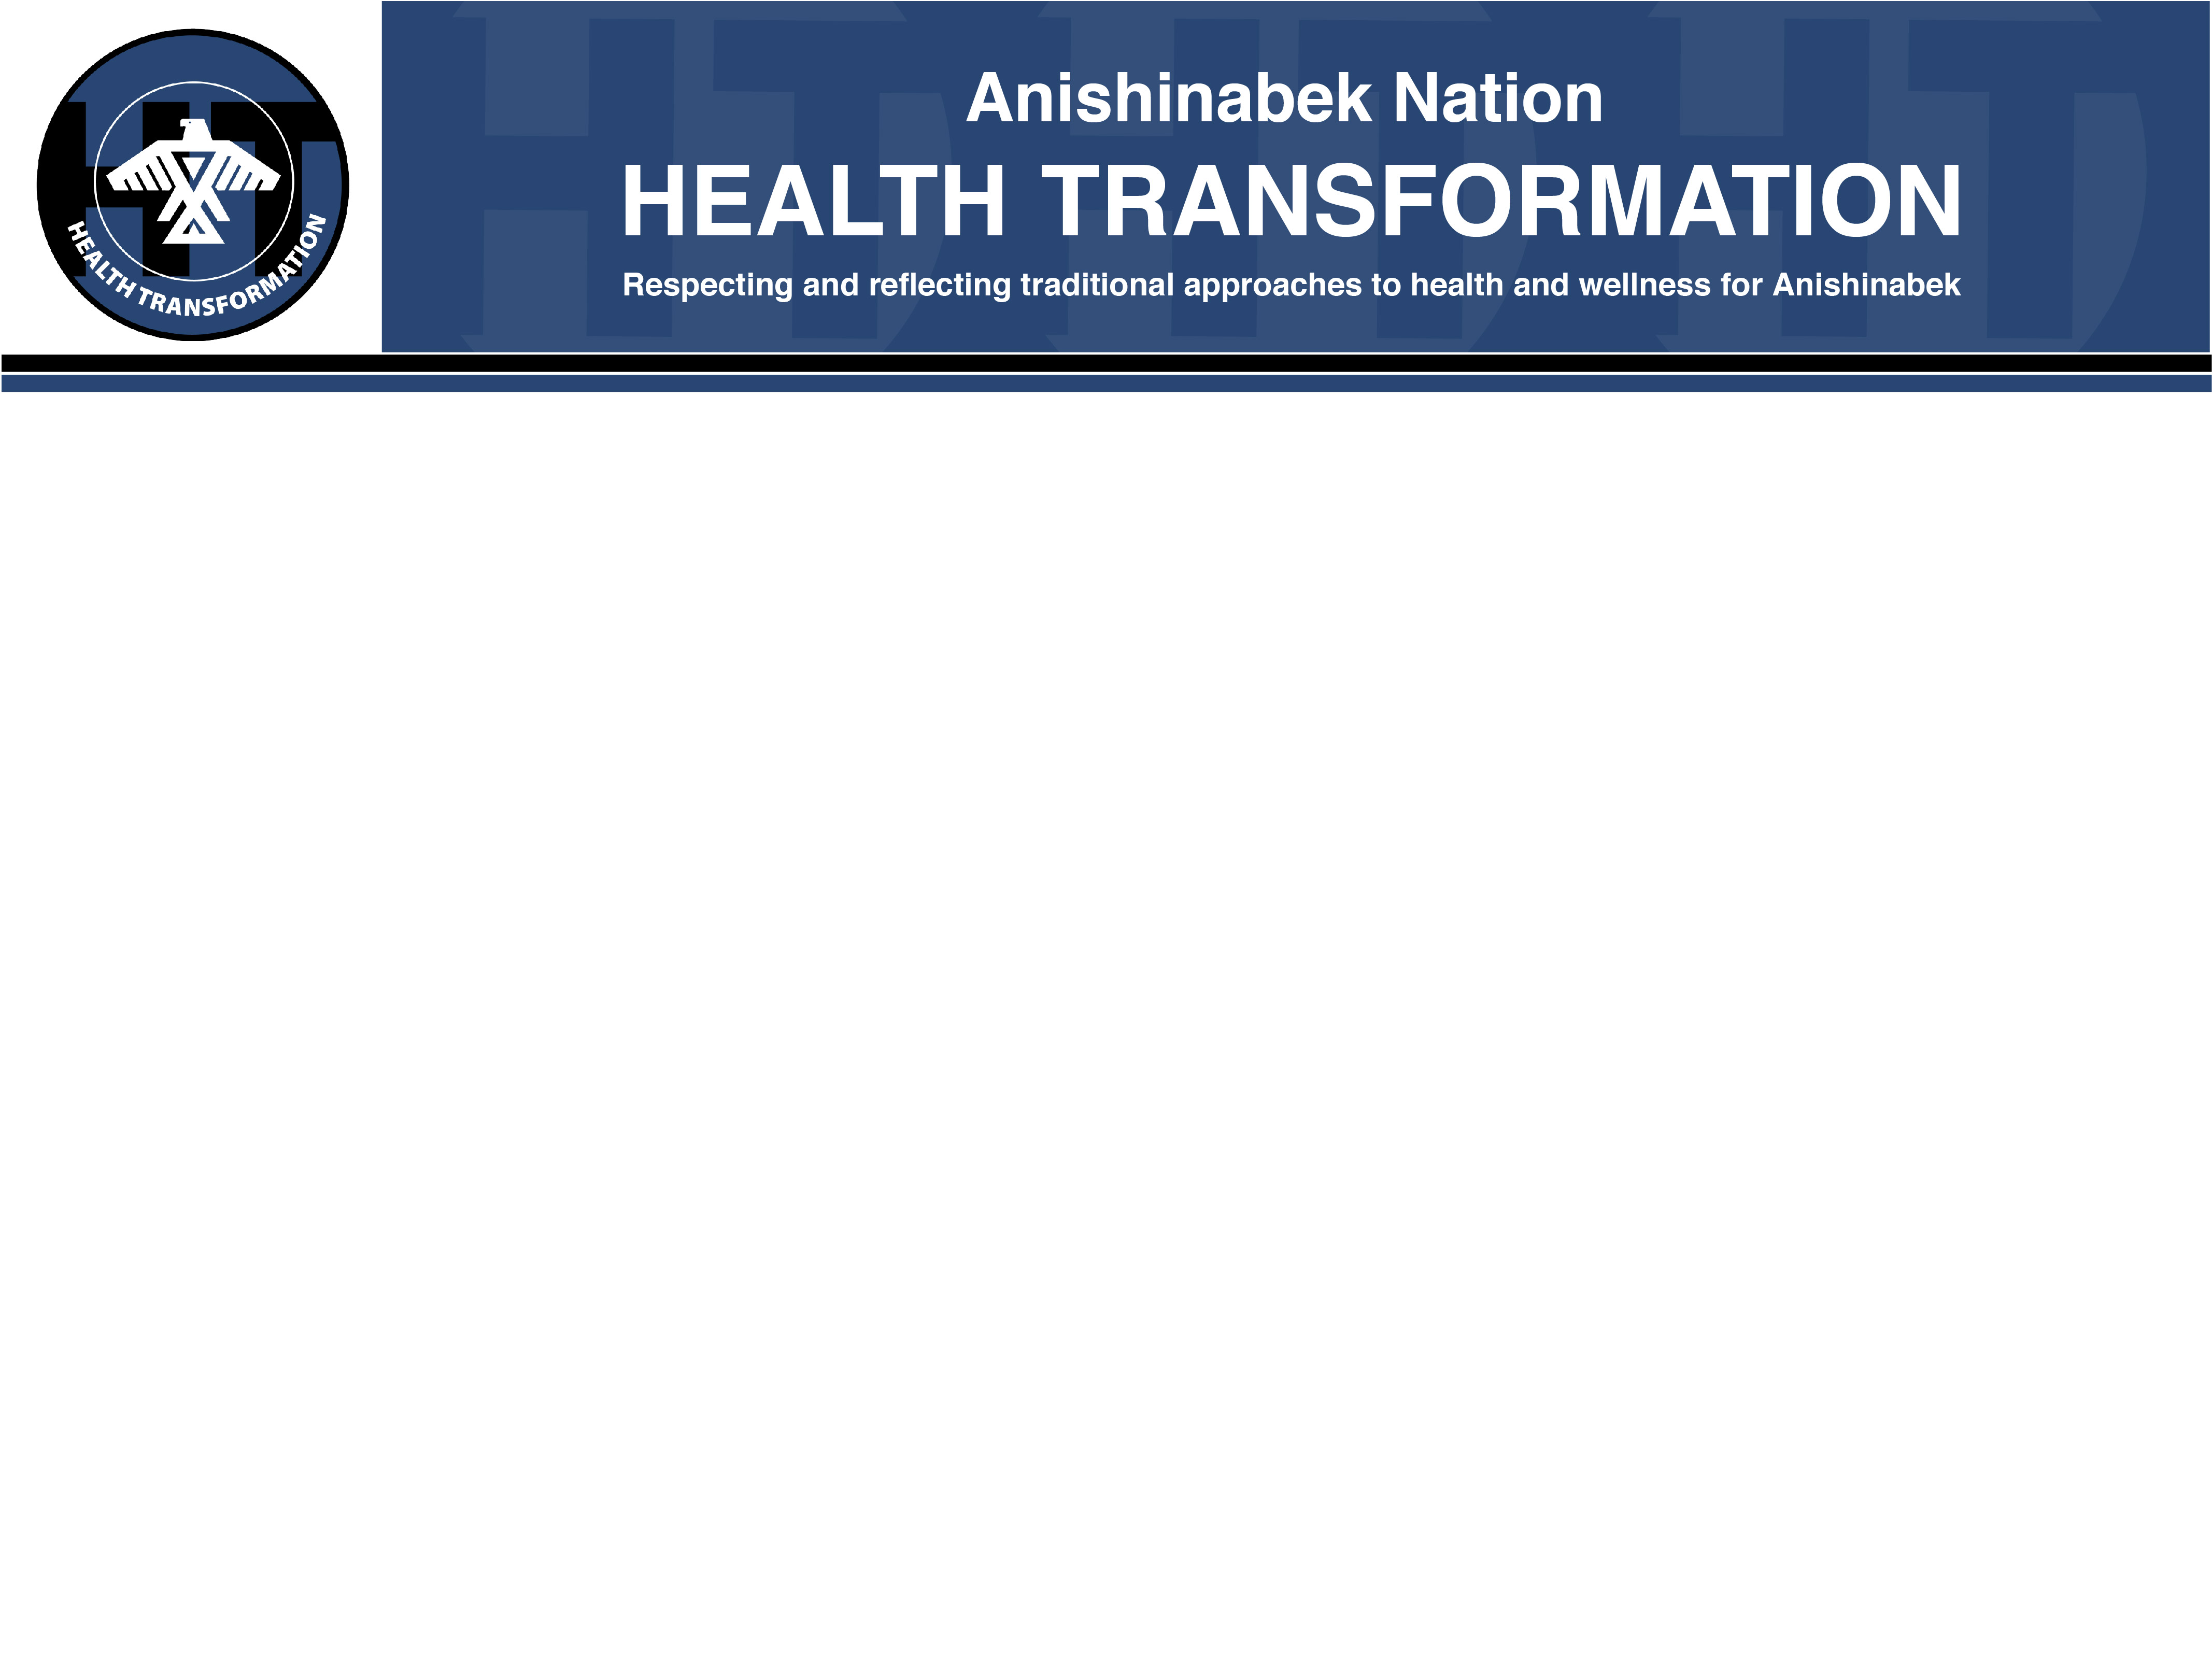 HEALTH TRANSFORMATION
Anishinabek Nation
HEALTH TRANSFORMATION
Respecting and reflecting traditional approaches to health and wellness for Anishinabek